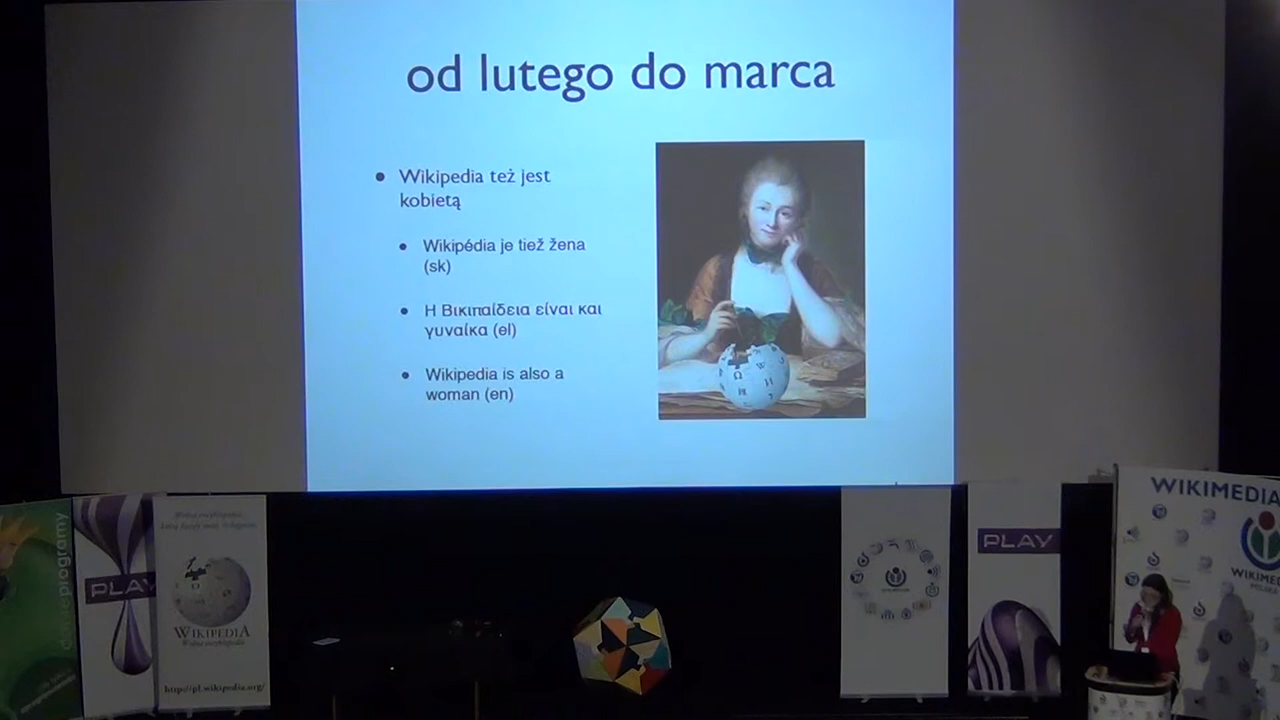 od lutego do marca
• Wikipedia też jest
kobietą
• Wikipédia je tiež žena
(sk)
• Η Βικιπαίδεια είναι και
γυναίκα (el)
• Wikipedia is also a
woman (en)
dobreprogramy
PLAY
WIKIPEDIA
Wolna encyklopedia
http://pl.wikipedia.org/
PLAY
WIKIMEDIA
WIKIMEDIA